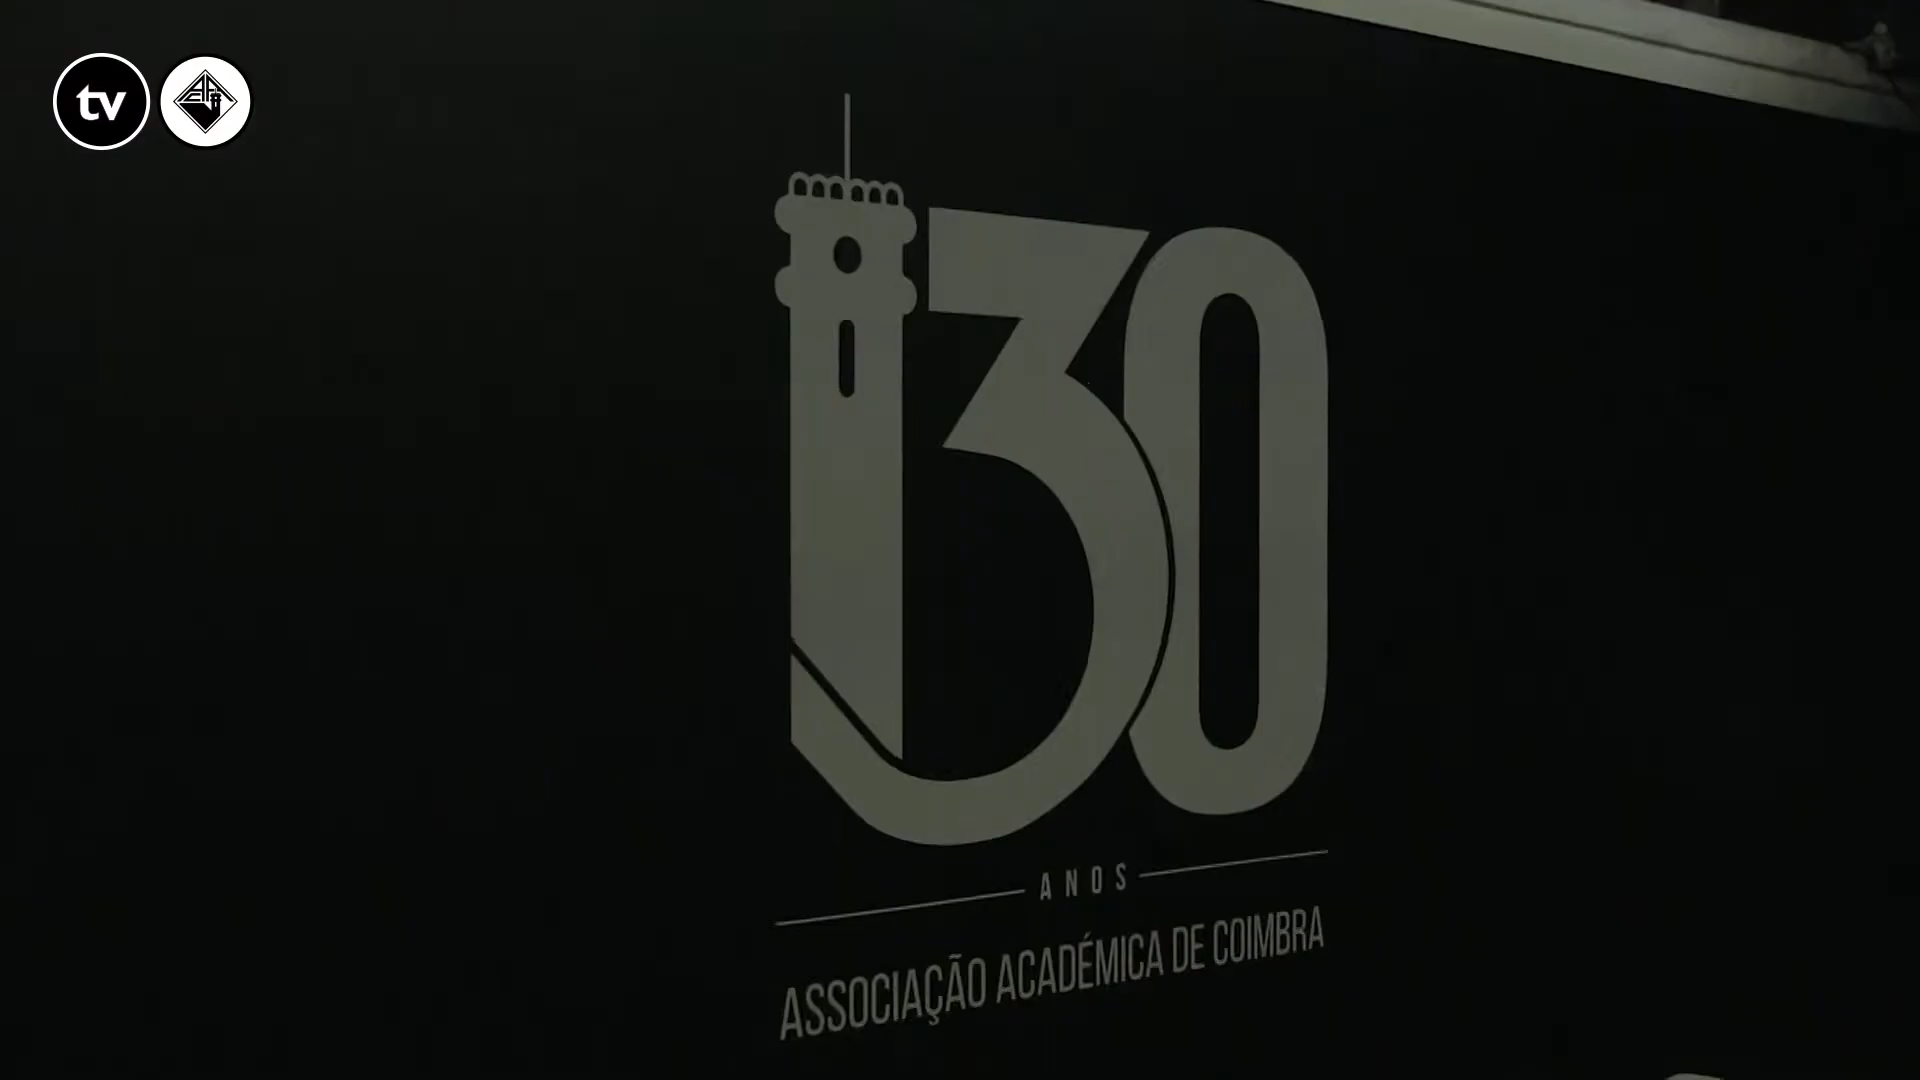 tv
130
ANOS
ASSOCIAÇÃO ACADÉMICA DE COIMBRA